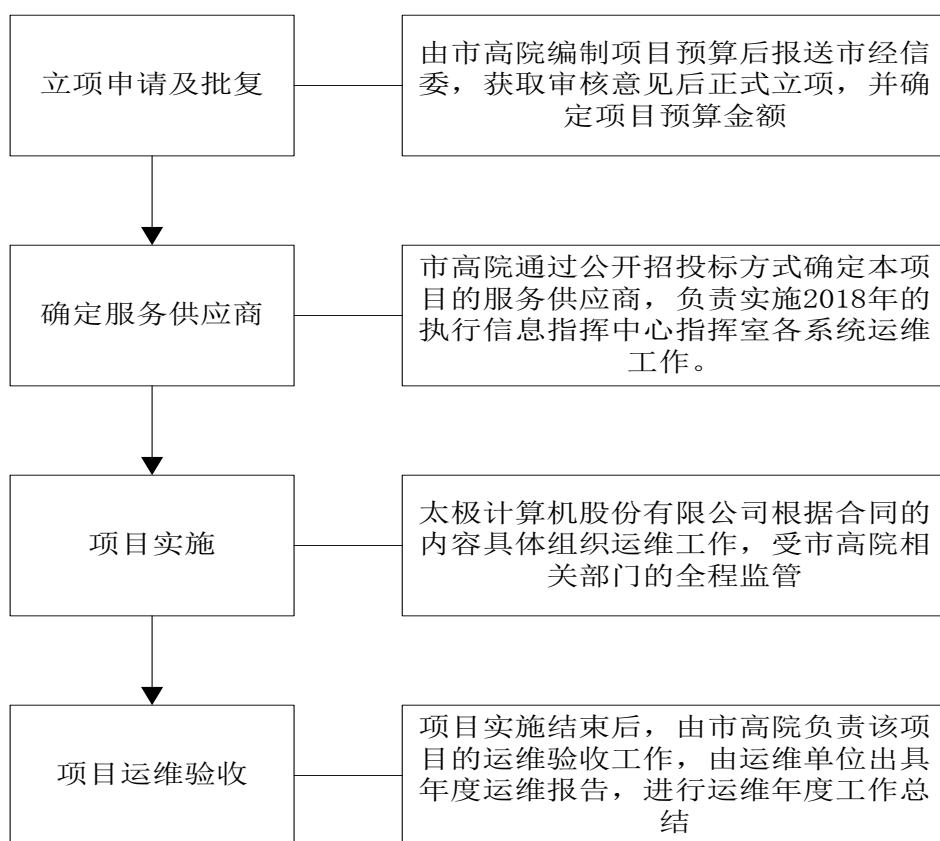 立项申请及批复
由市高院编制项目预算后报送市经信
委，获取审核意见后正式立项，并确
定项目预算金额
确定服务供应商
市高院通过公开招投标方式确定本项
目的服务供应商，负责实施2018年的
执行信息指挥中心指挥室各系统运维
工作。
项目实施
太极计算机股份有限公司根据合同的
内容具体组织运维工作，受市高院相
关部门的全程监管
项目运维验收
项目实施结束后，由市高院负责该项
目的运维验收工作，由运维单位出具
年度运维报告，进行运维年度工作总
结